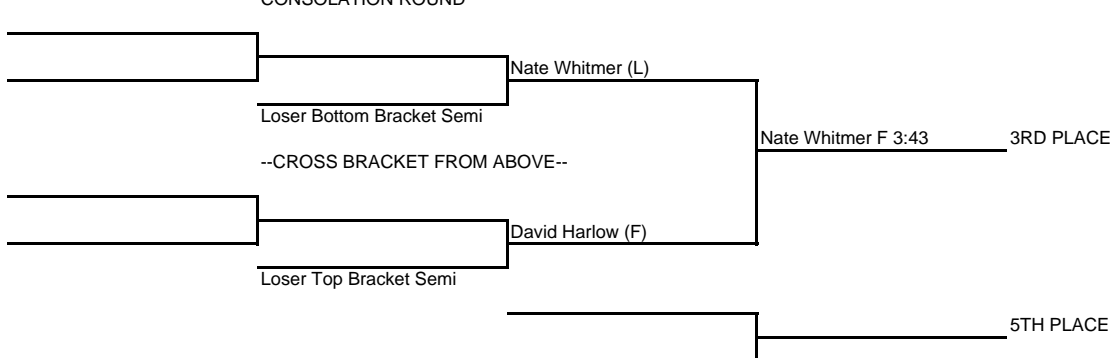 CONSOLATION ROUND
Nate Whitmer (L)
Loser Bottom Bracket Semi
Nate Whitmer F 3:43
3RD PLACE
--CROSS BRACKET FROM ABOVE--
David Harlow (F)
Loser Top Bracket Semi
5TH PLACE